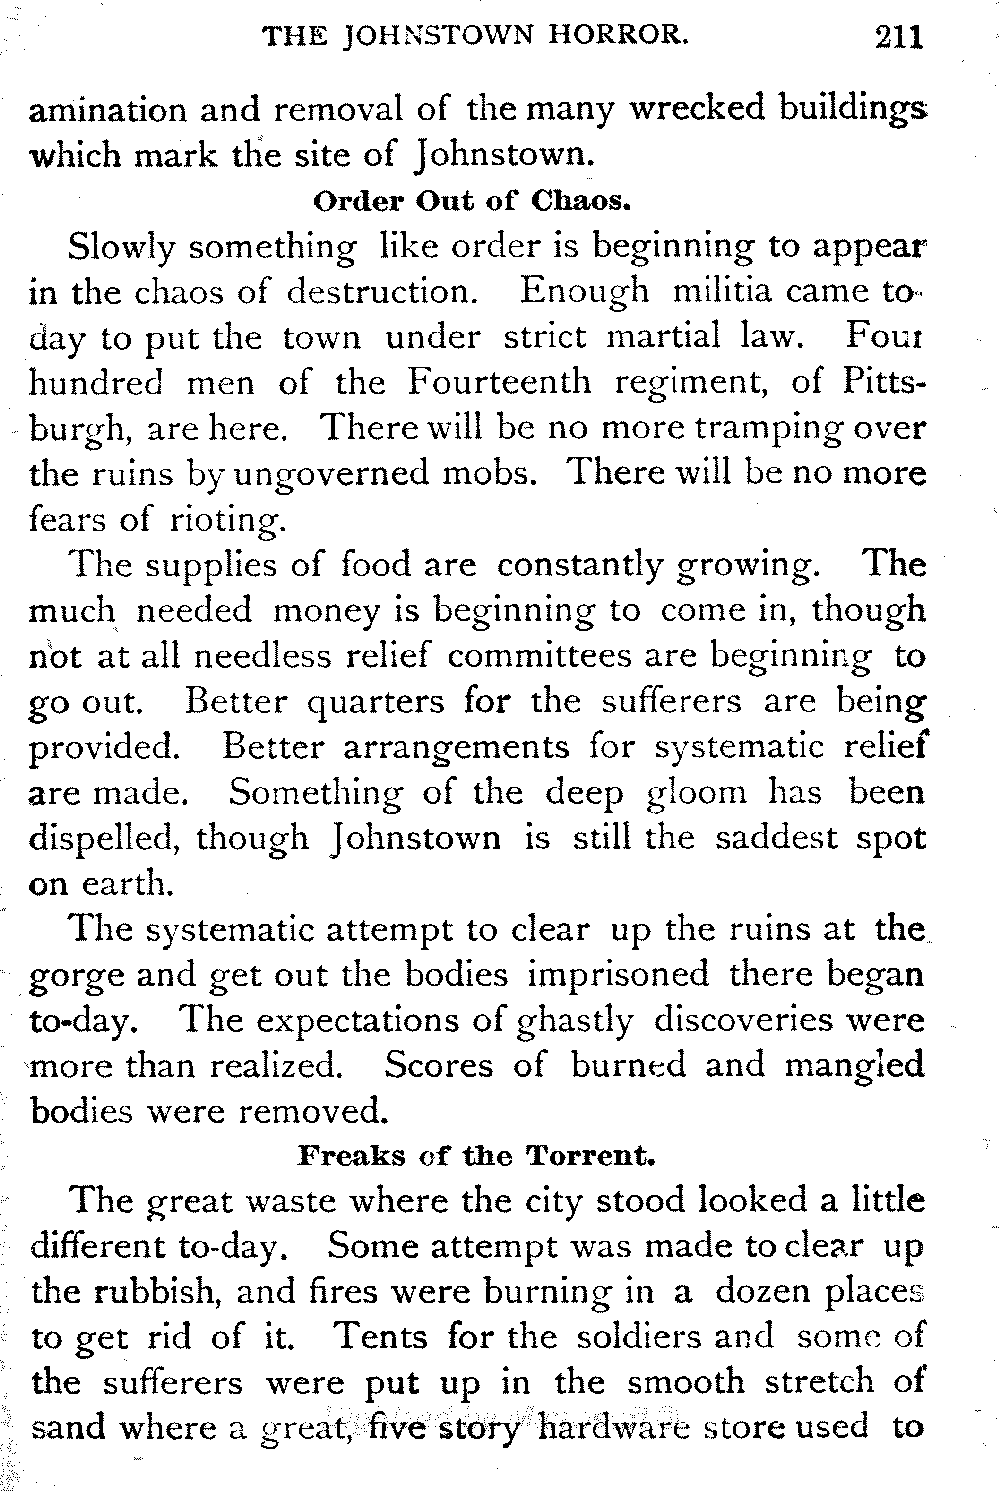 THE JOHNSTOWN HORROR. 211
amination and removal of the many wrecked buildings
which mark the site of Johnstown.
Order Out of Chaos.
Slowly something like order is beginning to appear
in the chaos of destruction. Enough militia came to-
day to put the town under strict martial law. Four
hundred men of the Fourteenth regiment, of Pitts-
burgh, are here. There will be no more tramping over
the ruins by ungoverned mobs. There will be no more
fears of rioting.
The supplies of food are constantly growing. The
much needed money is beginning to come in, though
not at all needless relief committees are beginning to
go out. Better quarters for the sufferers are being
provided. Better arrangements for systematic relief
are made. Something of the deep gloom has been
dispelled, though Johnstown is still the saddest spot
on earth.
The systematic attempt to clear up the ruins at the
gorge and get out the bodies imprisoned there began
to-day. The expectations of ghastly discoveries were
more than realized. Scores of burned and mangled
bodies were removed.
Freaks of the Torrent.
The great waste where the city stood looked a little
different to-day. Some attempt was made to clear up
the rubbish, and fires were burning in a dozen places
to get rid of it. Tents for the soldiers and some of
the sufferers were put up in the smooth stretch of
sand where a great, five story hardware store used to